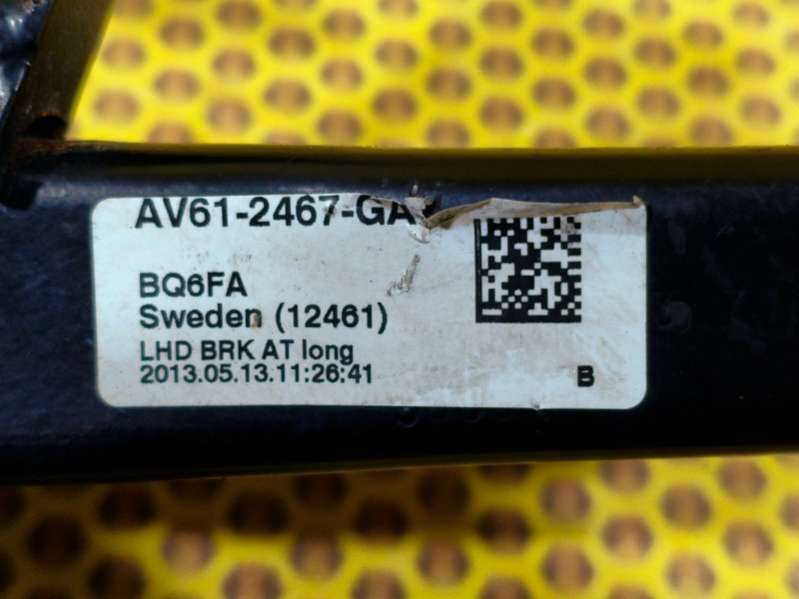 AV61-2467-GA
BQ6FA
Sweden (12461)
LHD BRK AT long
2013.05.13.11:26:41
B